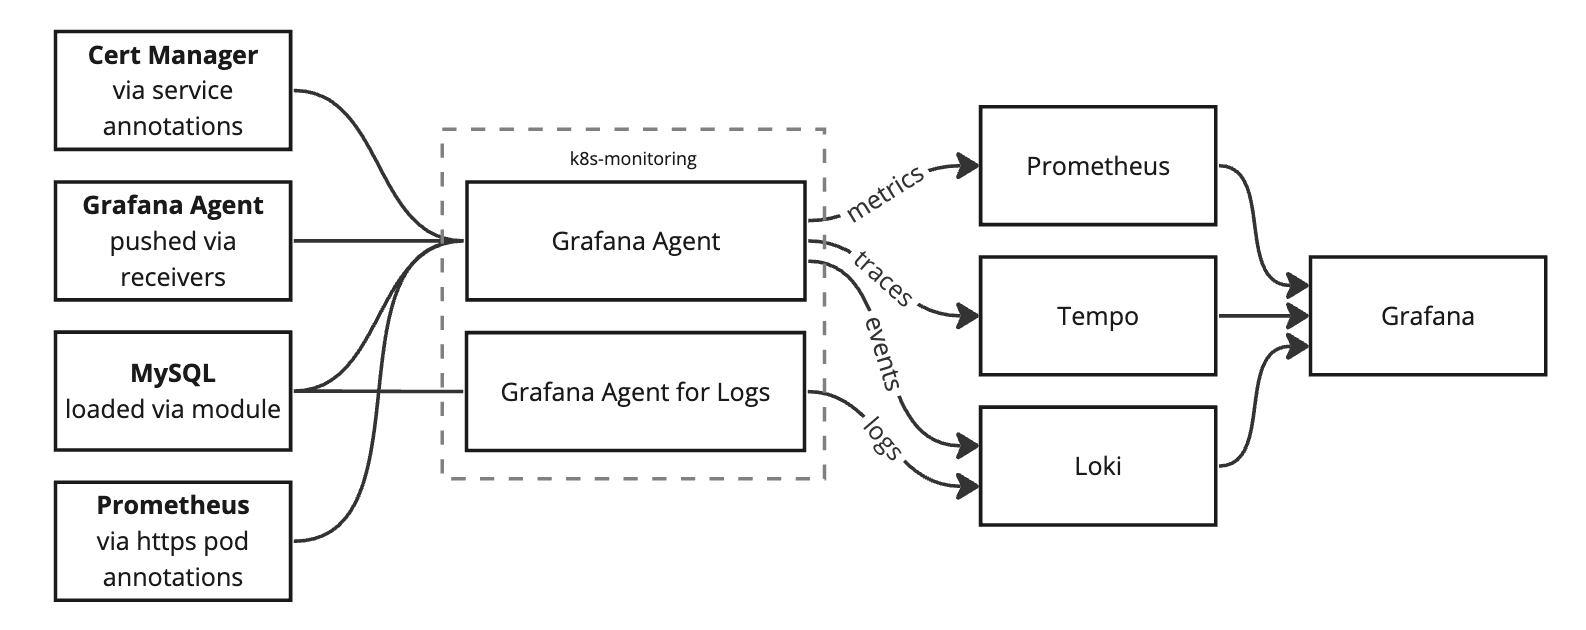 Cert Manager
via service
annotations
Grafana Agent
pushed via
receivers
MySQL
loaded via module
Prometheus
via https pod
annotations
k8s-monitoring
Grafana Agent
Grafana Agent for Logs
metrics
traces
events
logs
Prometheus
Tempo
Loki
Grafana